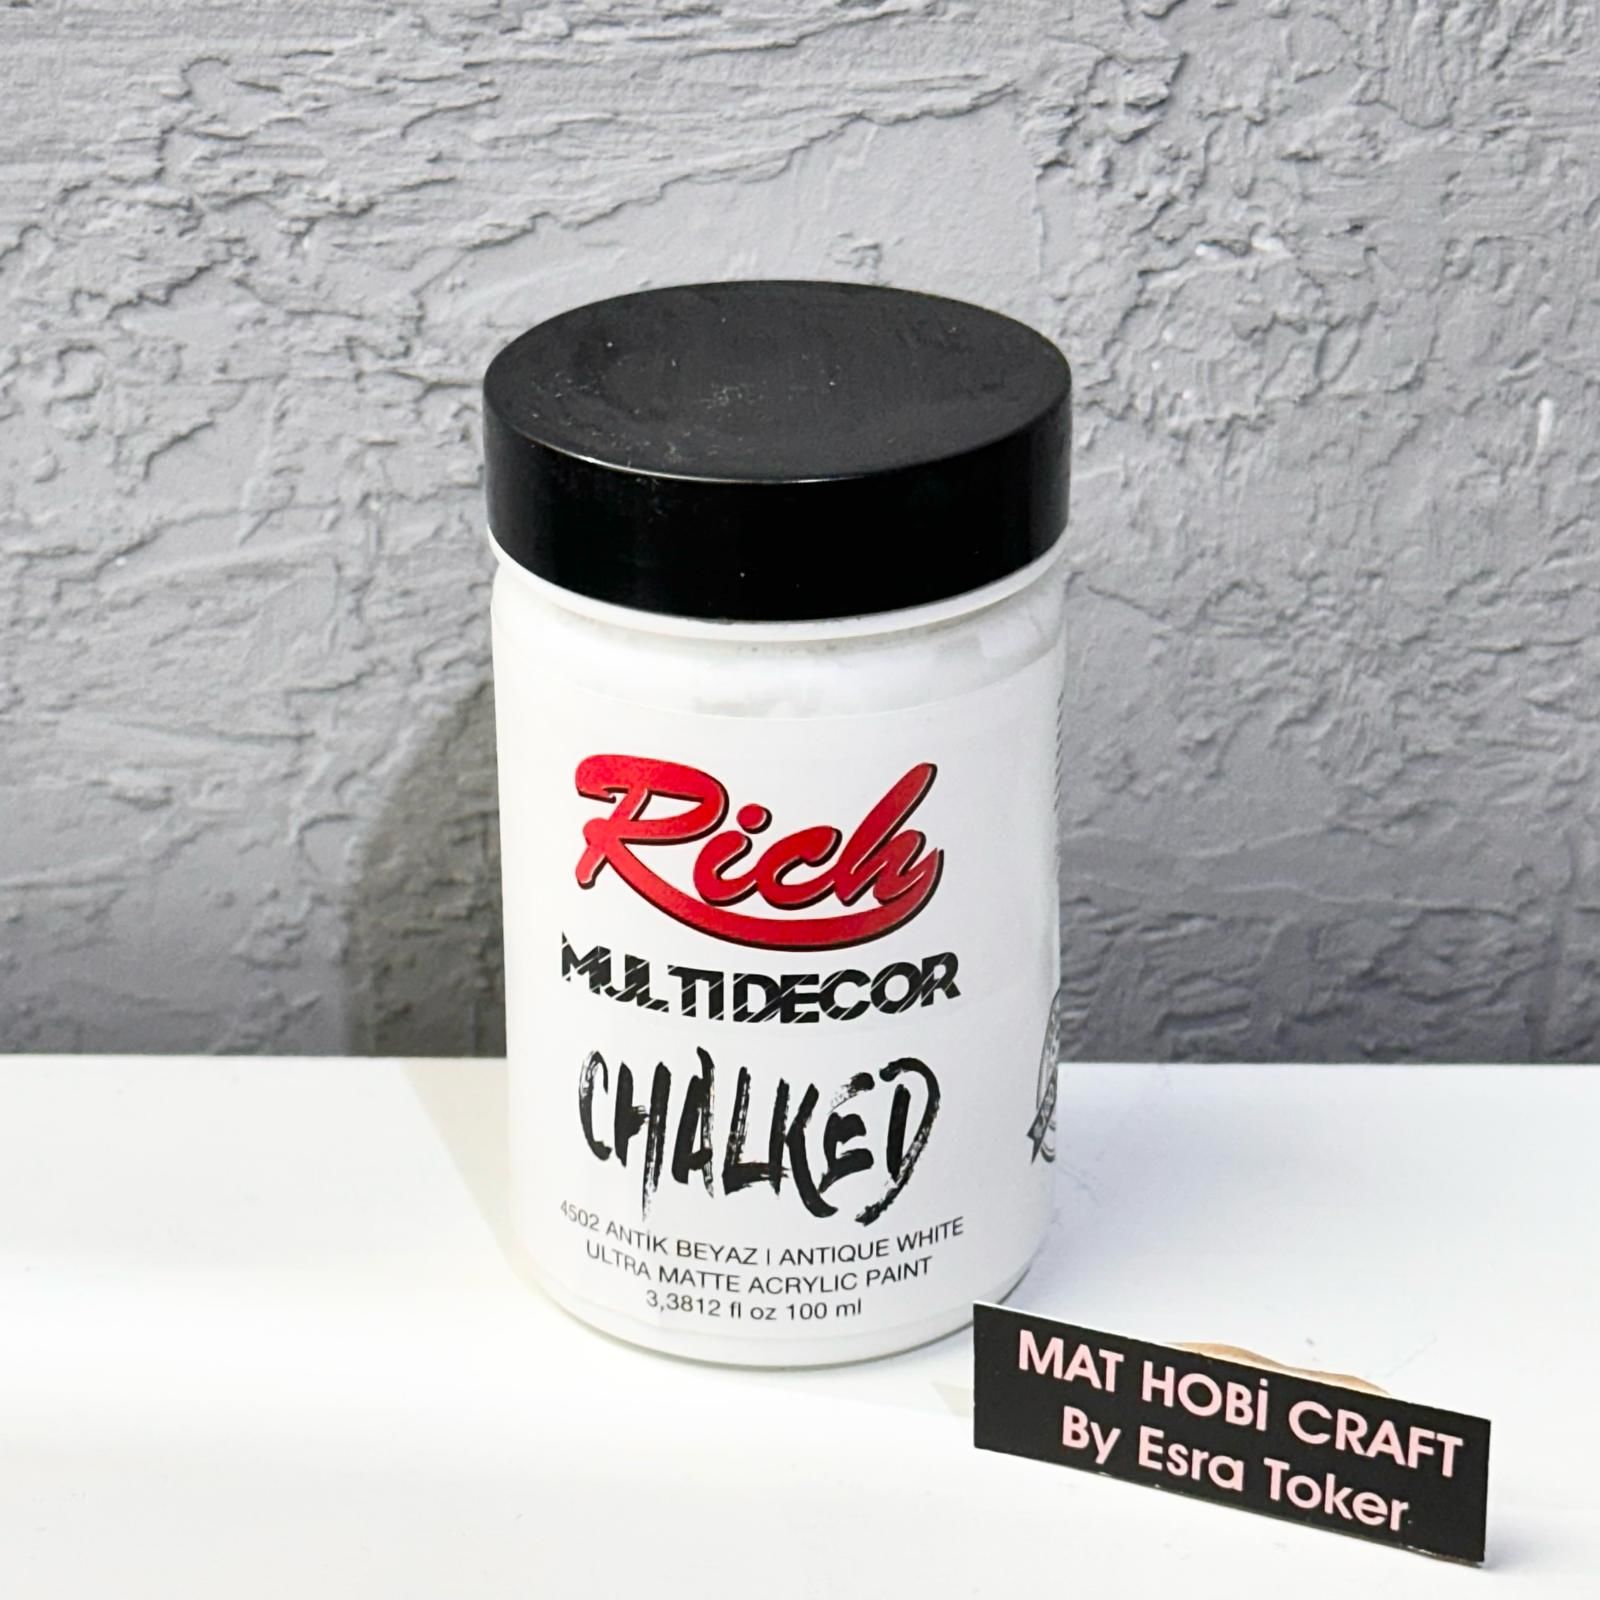 Rich
MULTIDECOR
CHALKED
4502 ANTİK BEYAZ | ANTIQUE WHITE
ULTRA MATTE ACRYLIC PAINT
3,3812 fl oz 100 ml
MAT HOBİ CRAFT
By Esra Toker